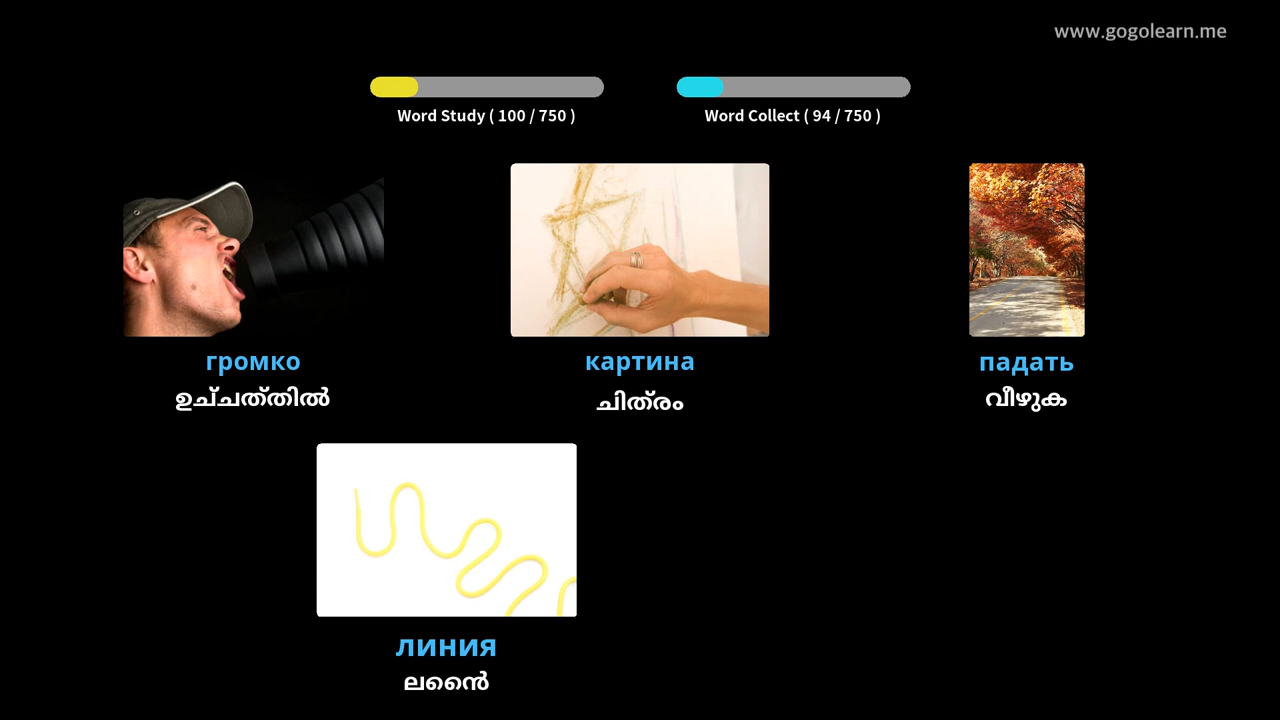 www.gogolearn.me
Word Study ( 100 / 750 )
Word Collect ( 94 / 750 )
громко
ഉച്ചത്തിൽ
картина
ചിത്രം
падать
വീഴുക
линия
ലൈൻ